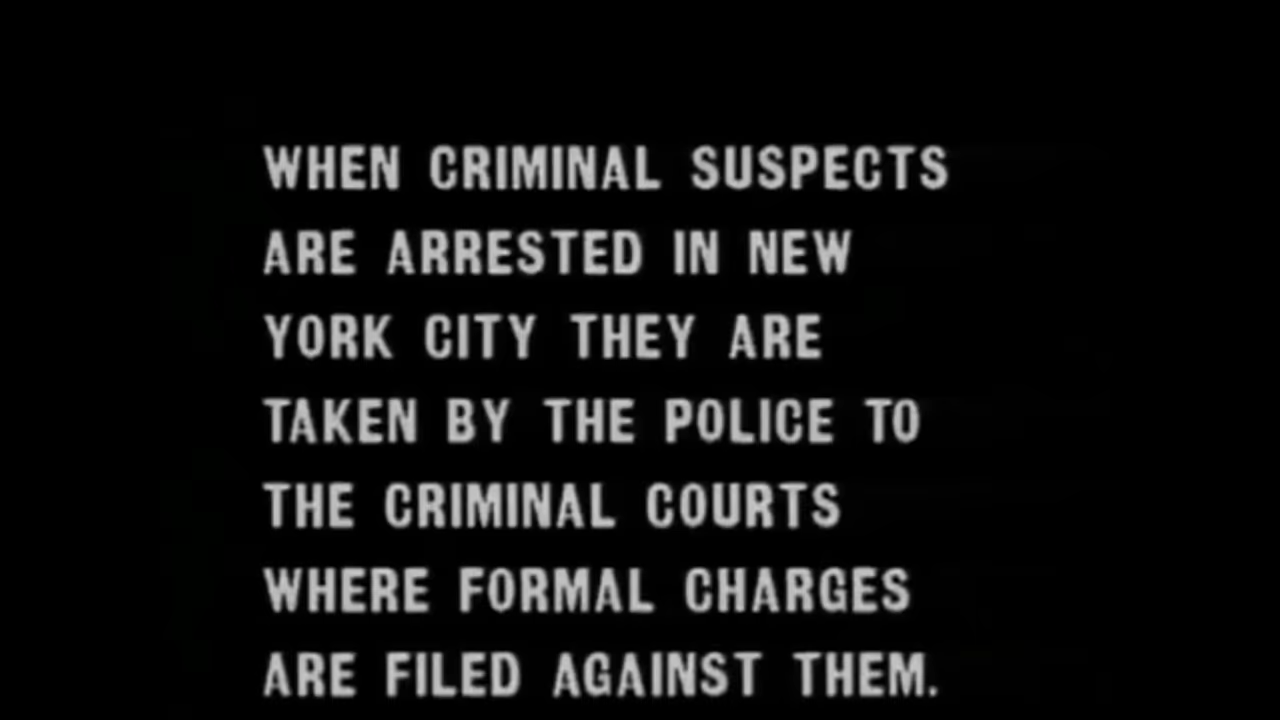 WHEN CRIMINAL SUSPECTS
ARE ARRESTED IN NEW
YORK CITY THEY ARE
TAKEN BY THE POLICE TO
THE CRIMINAL COURTS
WHERE FORMAL CHARGES
ARE FILED AGAINST THEM.